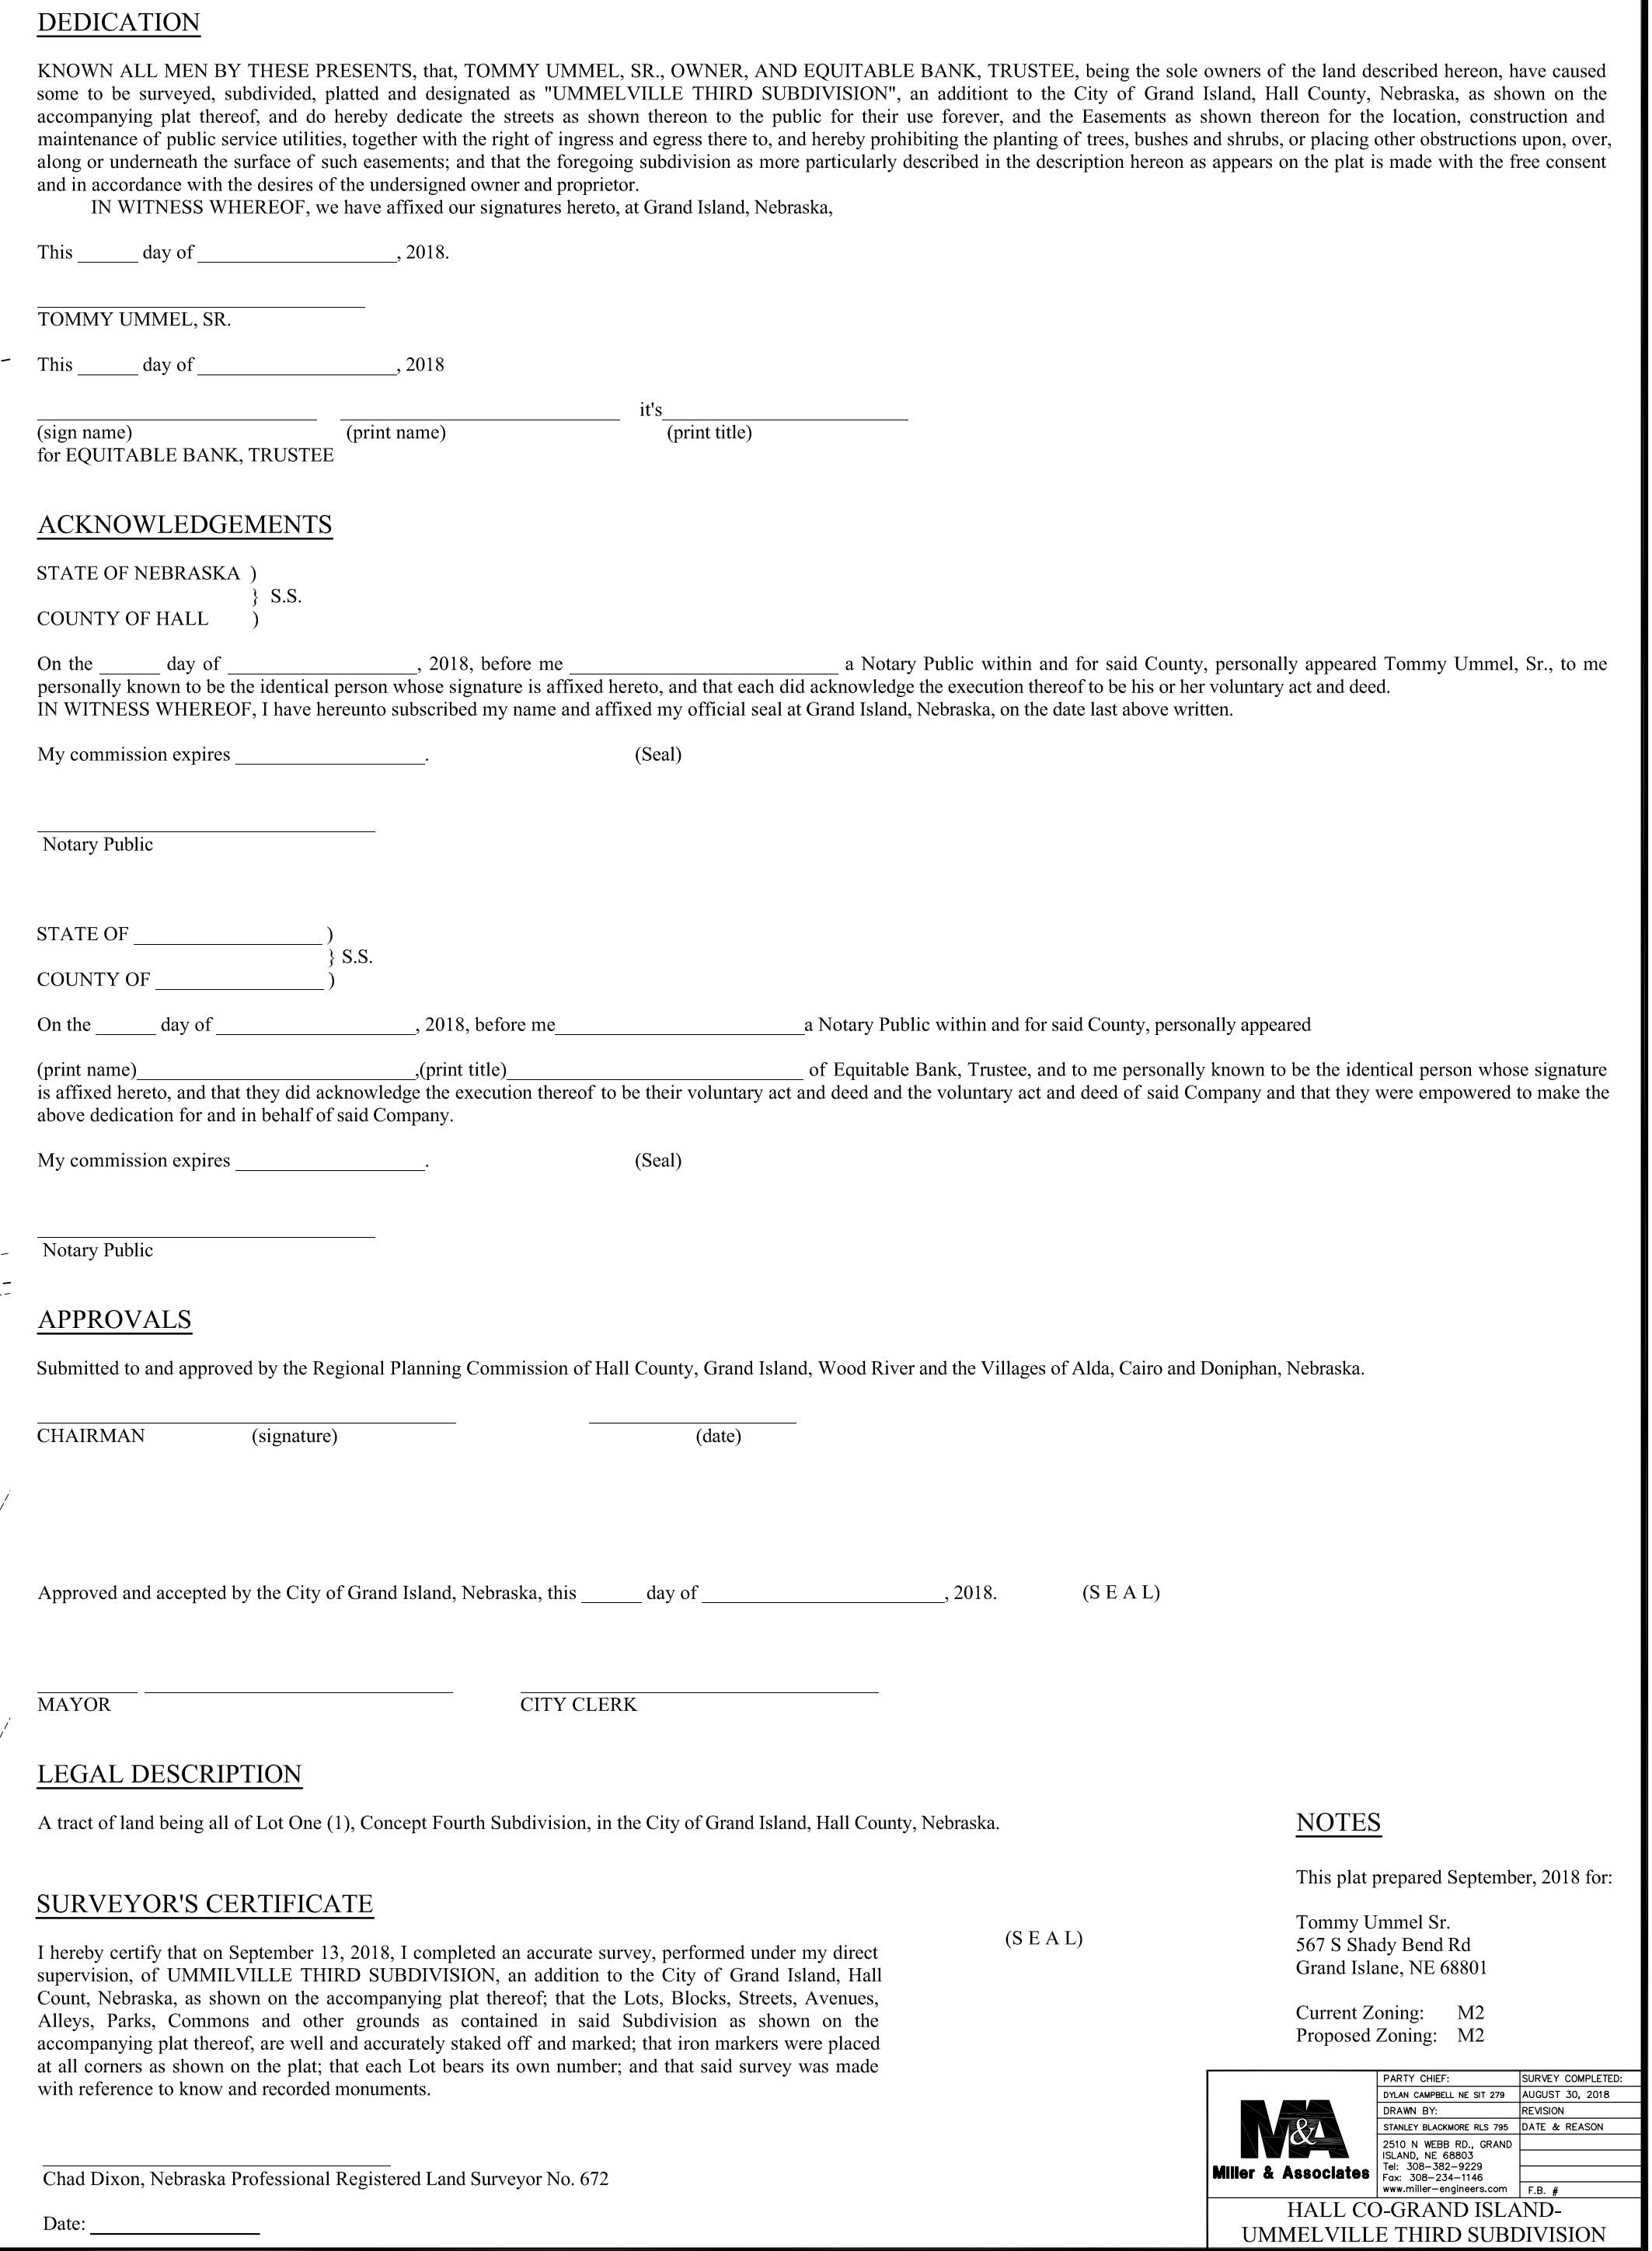 DEDICATION
KNOWN ALL MEN BY THESE PRESENTS, that, TOMMY UMMEL, SR., OWNER, AND EQUITABLE BANK, TRUSTEE, being the sole owners of the land described hereon, have caused
some to be surveyed, subdivided, platted and designated as "UMMELVILLE THIRD SUBDIVISION", an additiont to the City of Grand Island, Hall County, Nebraska, as shown on the
accompanying plat thereof, and do hereby dedicate the streets as shown thereon to the public for their use forever, and the Easements as shown thereon for the location, construction and
maintenance of public service utilities, together with the right of ingress and egress there to, and hereby prohibiting the planting of trees, bushes and shrubs, or placing other obstructions upon, over,
along or underneath the surface of such easements; and that the foregoing subdivision as more particularly described in the description hereon as appears on the plat is made with the free consent
and in accordance with the desires of the undersigned owner and proprietor.
IN WITNESS WHEREOF, we have affixed our signatures hereto, at Grand Island, Nebraska,
This ______ day of ____________________, 2018.
TOMMY UMMEL, SR.
This ______ day of ____________________, 2018
it's
(sign name) (print name) (print title)
for EQUITABLE BANK, TRUSTEE
ACKNOWLEDGEMENTS
STATE OF NEBRASKA )
} S.S.
COUNTY OF HALL )
On the ______ day of ___________________, 2018, before me ___________________________ a Notary Public within and for said County, personally appeared Tommy Ummel, Sr., to me
personally known to be the identical person whose signature is affixed hereto, and that each did acknowledge the execution thereof to be his or her voluntary act and deed.
IN WITNESS WHEREOF, I have hereunto subscribed my name and affixed my official seal at Grand Island, Nebraska, on the date last above written.
My commission expires ___________________. (Seal)
Notary Public
STATE OF ___________________ )
} S.S.
COUNTY OF _________________ )
On the ______ day of ____________________, 2018, before me_________________________a Notary Public within and for said County, personally appeared
(print name)____________________________,(print title)______________________________ of Equitable Bank, Trustee, and to me personally known to be the identical person whose signature
is affixed hereto, and that they did acknowledge the execution thereof to be their voluntary act and deed and the voluntary act and deed of said Company and that they were empowered to make the
above dedication for and in behalf of said Company.
My commission expires ___________________. (Seal)
Notary Public
APPROVALS
Submitted to and approved by the Regional Planning Commission of Hall County, Grand Island, Wood River and the Villages of Alda, Cairo and Doniphan, Nebraska.
CHAIRMAN (signature) (date)
Approved and accepted by the City of Grand Island, Nebraska, this ______ day of ________________________, 2018. (S E A L)
MAYOR CITY CLERK
LEGAL DESCRIPTION
A tract of land being all of Lot One (1), Concept Fourth Subdivision, in the City of Grand Island, Hall County, Nebraska.
SURVEYOR'S CERTIFICATE
(S E A L)
I hereby certify that on September 13, 2018, I completed an accurate survey, performed under my direct
supervision, of UMMILVILLE THIRD SUBDIVISION, an addition to the City of Grand Island, Hall
Count, Nebraska, as shown on the accompanying plat thereof; that the Lots, Blocks, Streets, Avenues,
Alleys, Parks, Commons and other grounds as contained in said Subdivision as shown on the
accompanying plat thereof, are well and accurately staked off and marked; that iron markers were placed
at all corners as shown on the plat; that each Lot bears its own number; and that said survey was made
with reference to know and recorded monuments.
Chad Dixon, Nebraska Professional Registered Land Surveyor No. 672
Date: _________________
NOTES
This plat prepared September, 2018 for:
Tommy Ummel Sr.
567 S Shady Bend Rd
Grand Islane, NE 68801
Current Zoning: M2
Proposed Zoning: M2
M&A
Miller & Associates
PARTY CHIEF:
DYLAN CAMPBELL NE SIT 279
DRAWN BY:
STANLEY BLACKMORE RLS 795
2510 N WEBB RD., GRAND
ISLAND, NE 68803
Tel: 308-382-9229
Fax: 308-234-1146
www.miller-engineers.com
SURVEY COMPLETED:
AUGUST 30, 2018
REVISION
DATE & REASON
F.B. #
HALL CO-GRAND ISLAND-
UMMELVILLE THIRD SUBDIVISION